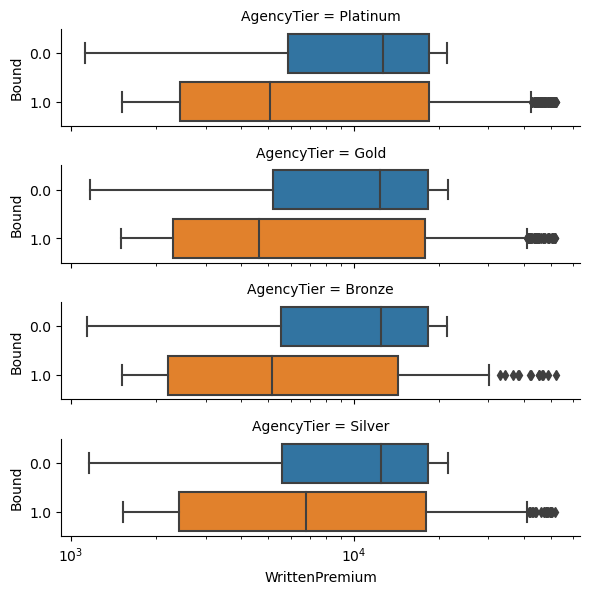 AgencyTier = Platinum
Bound
0.0
1.0
AgencyTier = Gold
Bound
0.0
1.0
AgencyTier = Bronze
Bound
0.0
1.0
AgencyTier = Silver
Bound
0.0
1.0
10³ 10⁴
WrittenPremium